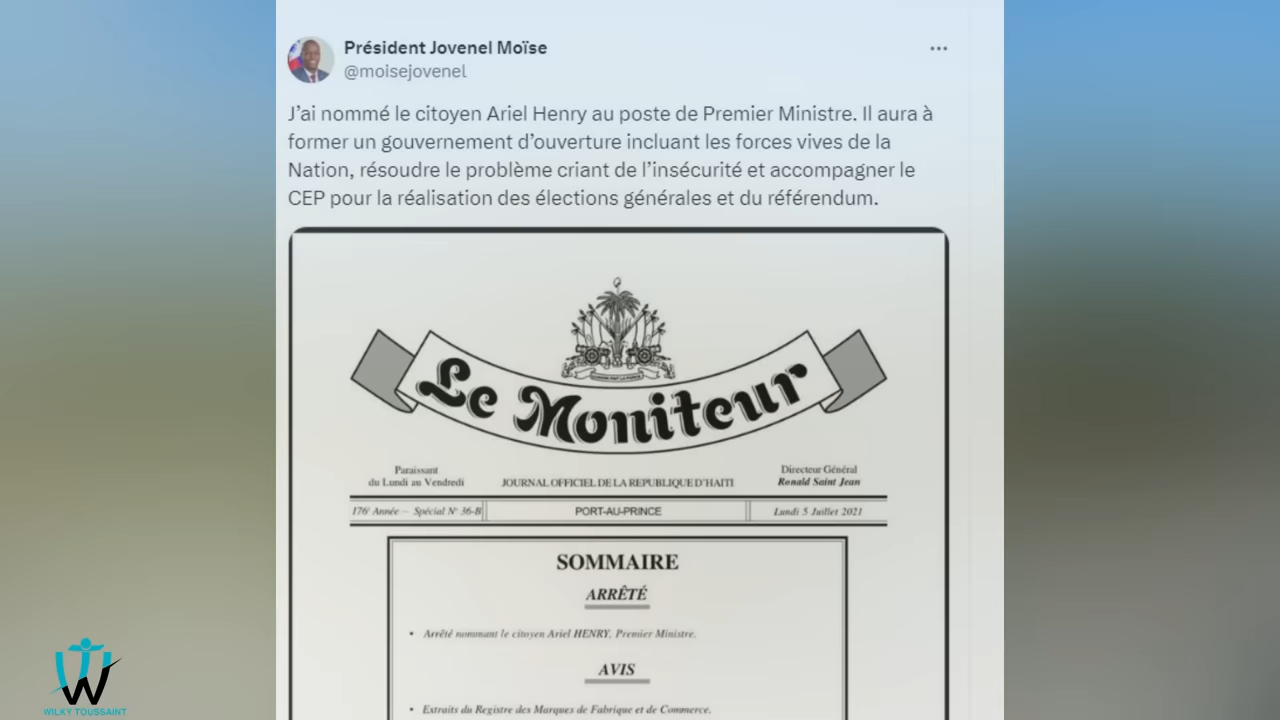 Président Jovenel Moïse
@moisejovenel
J'ai nommé le citoyen Ariel Henry au poste de Premier Ministre. Il aura à
former un gouvernement d'ouverture incluant les forces vives de la
Nation, résoudre le problème criant de l'insécurité et accompagner le
CEP pour la réalisation des élections générales et du référendum.
Le Moniteur
Paraissant
du Lundi au Vendredi
JOURNAL OFFICIEL DE LA REPUBLIQUE D'HAITI
Directeur Général
Ronald Saint Jean
176e Année – Spécial N° 36-B
PORT-AU-PRINCE
Lundi 5 Juillet 2021
SOMMAIRE
ARRÊTÉ
• Arrêté nommant le citoyen Ariel HENRY, Premier Ministre.
AVIS
• Extraits du Registre des Marques de Fabrique et de Commerce.
WILKY TOUSSAINT